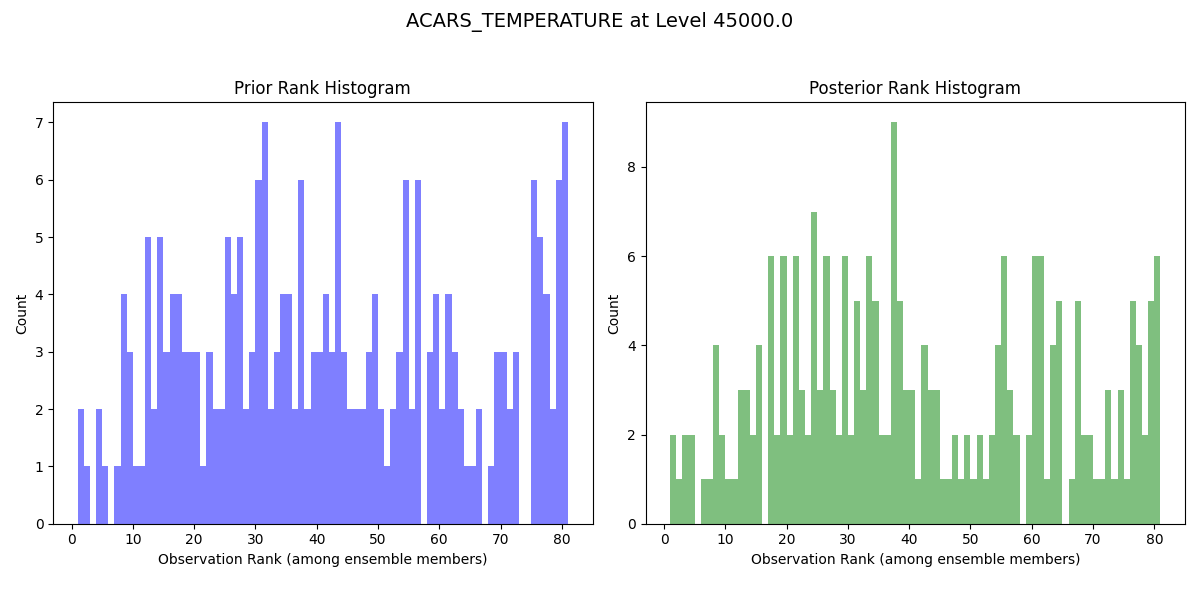 ACARS_TEMPERATURE at Level 45000.0
Prior Rank Histogram
Count
7
6
5
4
3
2
1
0
0 10 20 30 40 50 60 70 80
Observation Rank (among ensemble members)
Posterior Rank Histogram
Count
8
6
4
2
0
0 10 20 30 40 50 60 70 80
Observation Rank (among ensemble members)